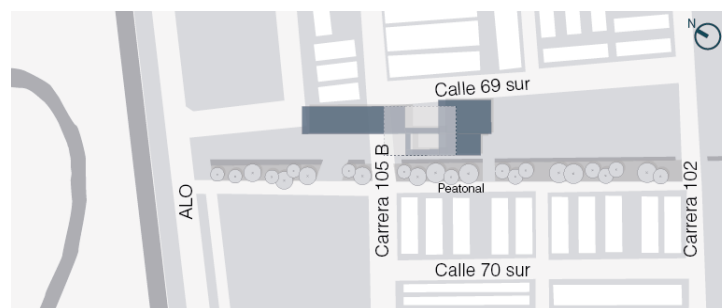 N
Calle 69 sur
ALO
Carrera 105 B
Peatonal
Carrera 102
Calle 70 sur